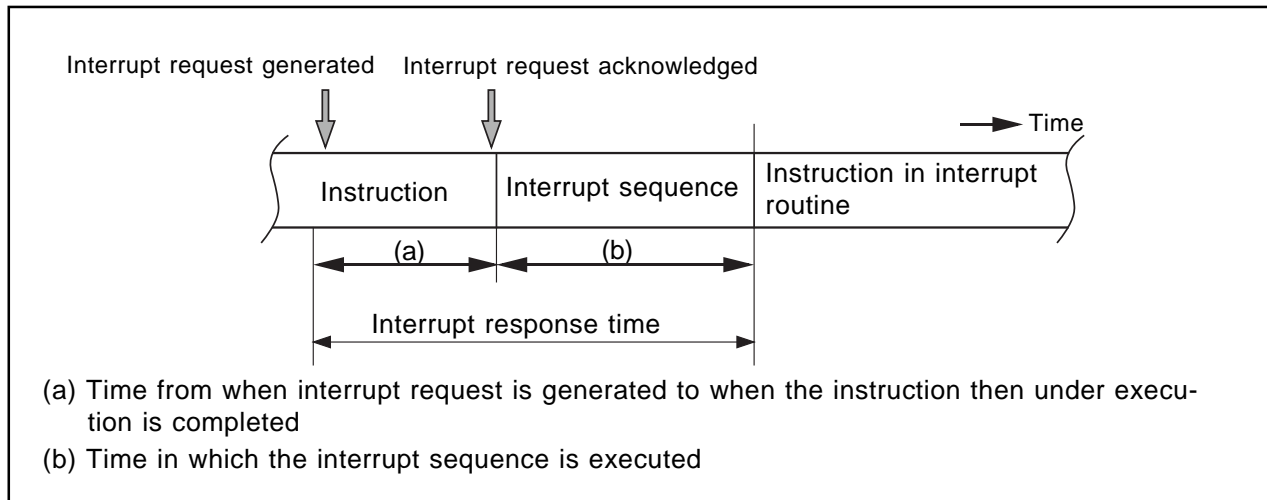 Interrupt request generated
Interrupt request acknowledged
Time
Instruction
Interrupt sequence
Instruction in interrupt
routine
(a)
(b)
Interrupt response time
(a) Time from when interrupt request is generated to when the instruction then under execu-
tion is completed
(b) Time in which the interrupt sequence is executed